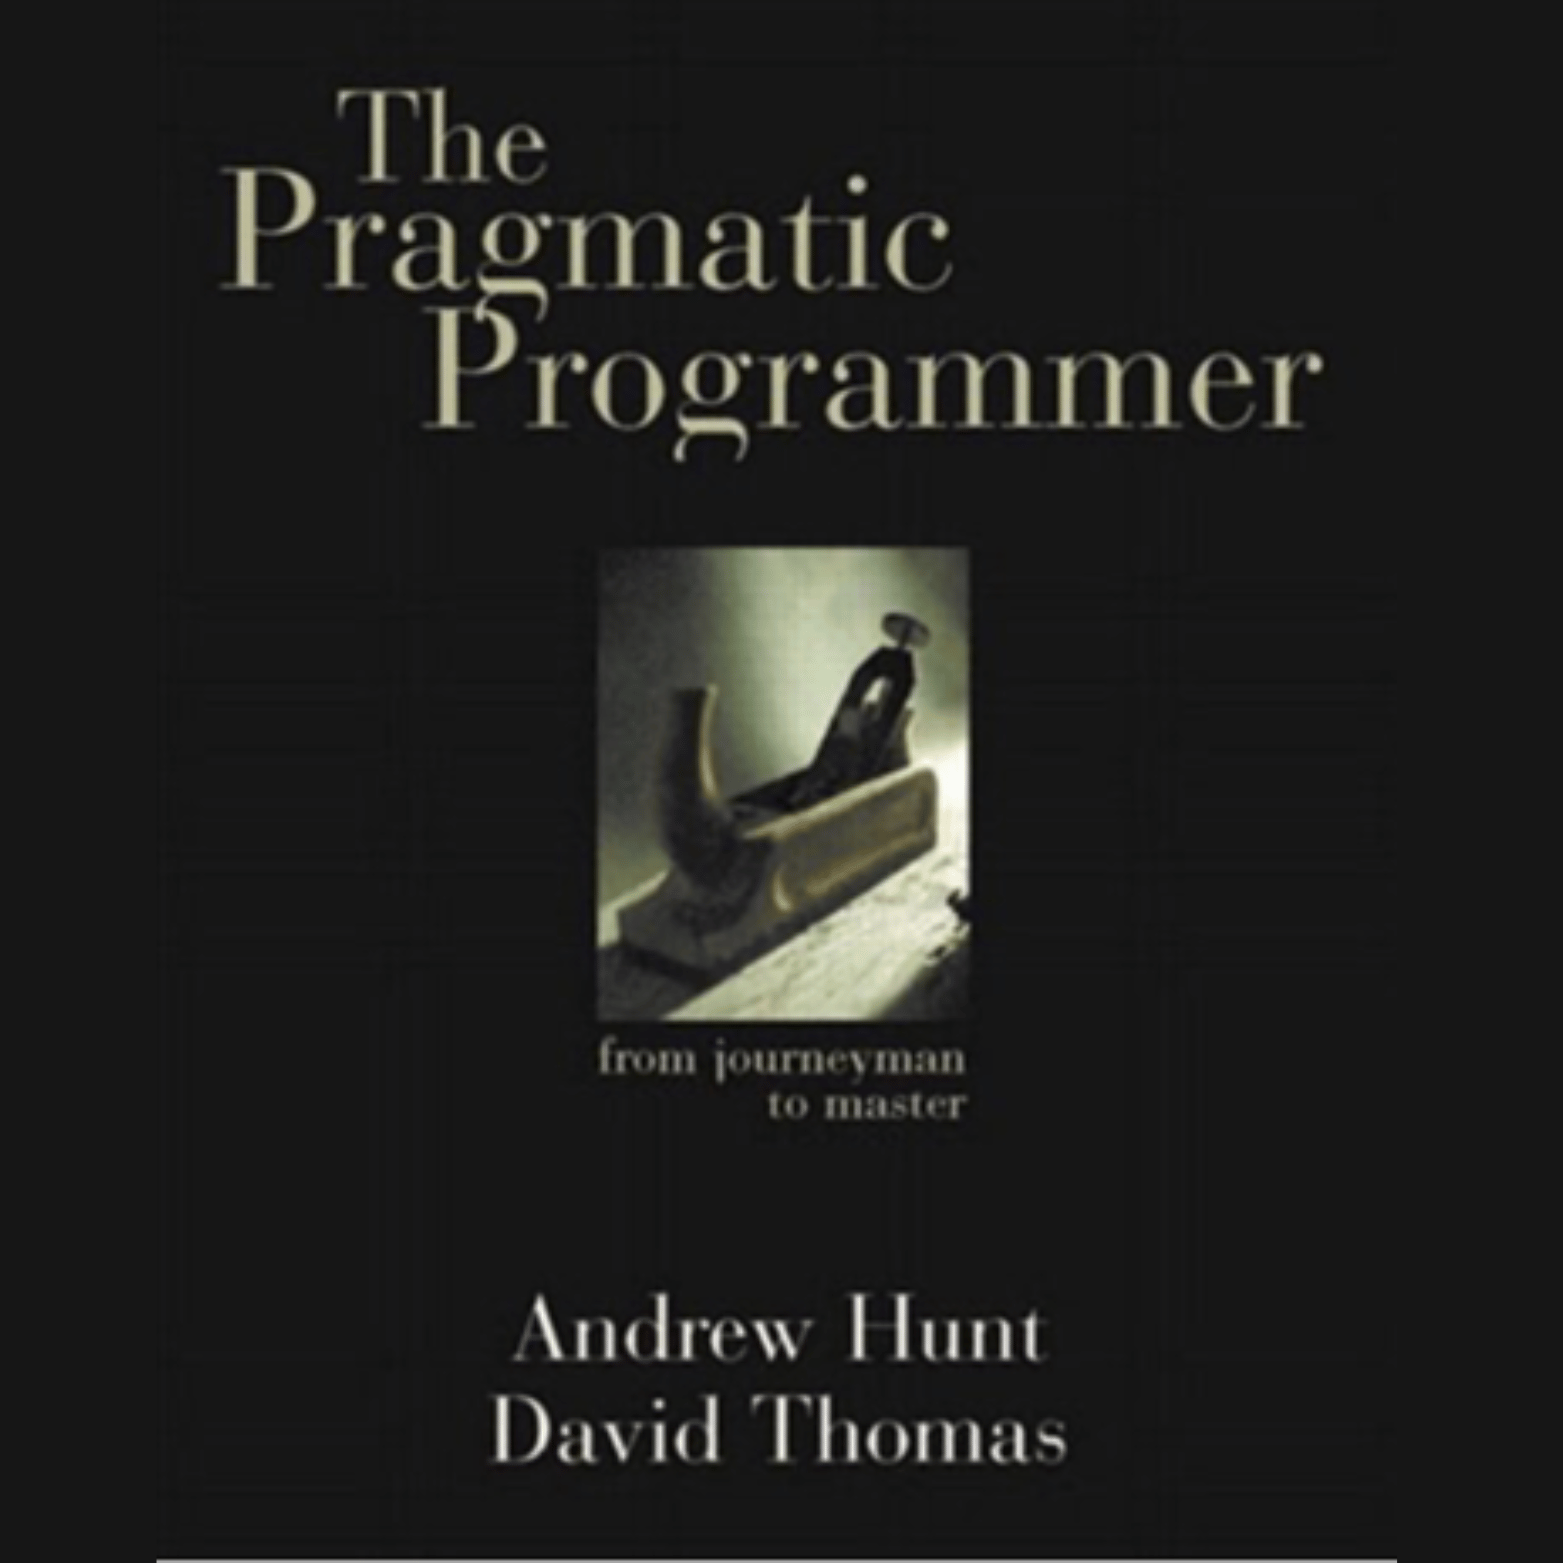 The
Pragmatic
Programmer
from journeyman
to master
Andrew Hunt
David Thomas